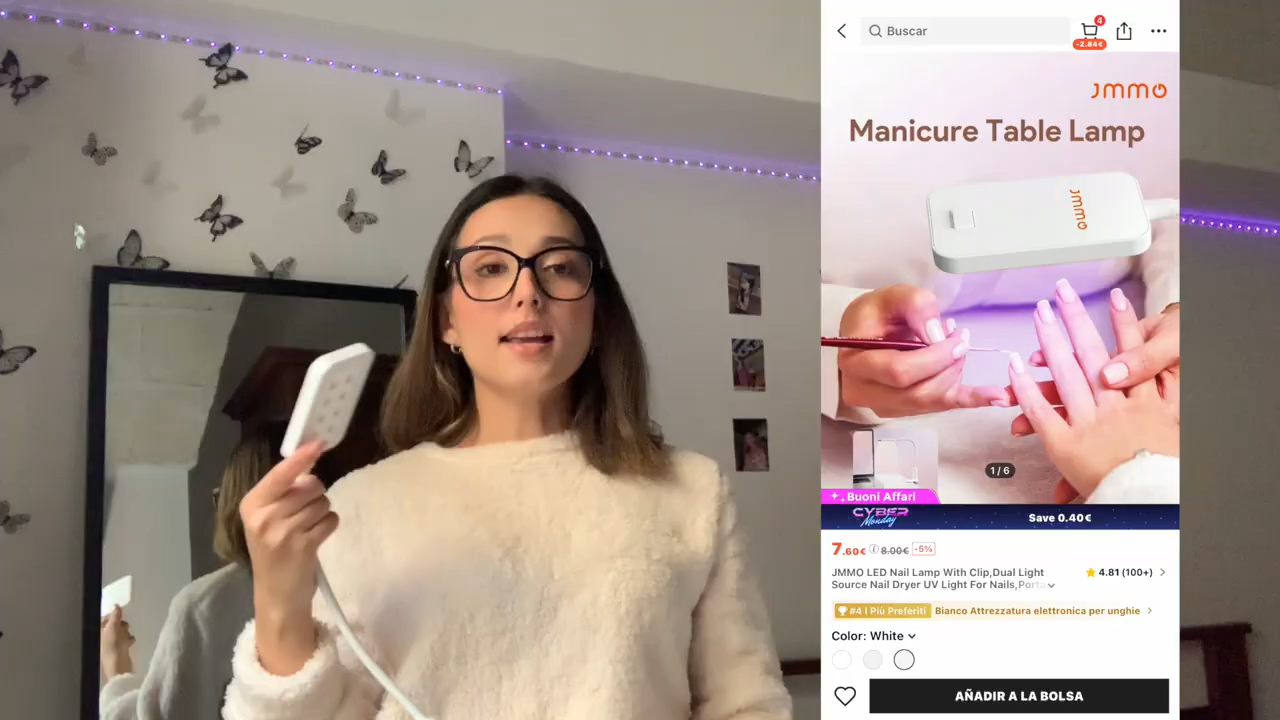 Buscar
4
-2.84€
JMMO
Manicure Table Lamp
JMMO
1/6
Buoni Affari
CYBER
Monday
Save 0.40€
7.60€ 8.00€ -5%
JMMO LED Nail Lamp With Clip,Dual Light
Source Nail Dryer UV Light For Nails,Porta
4.81 (100+)
#4 I Più Preferiti Bianco Attrezzatura elettronica per unghie
Color: White
AÑADIR A LA BOLSA